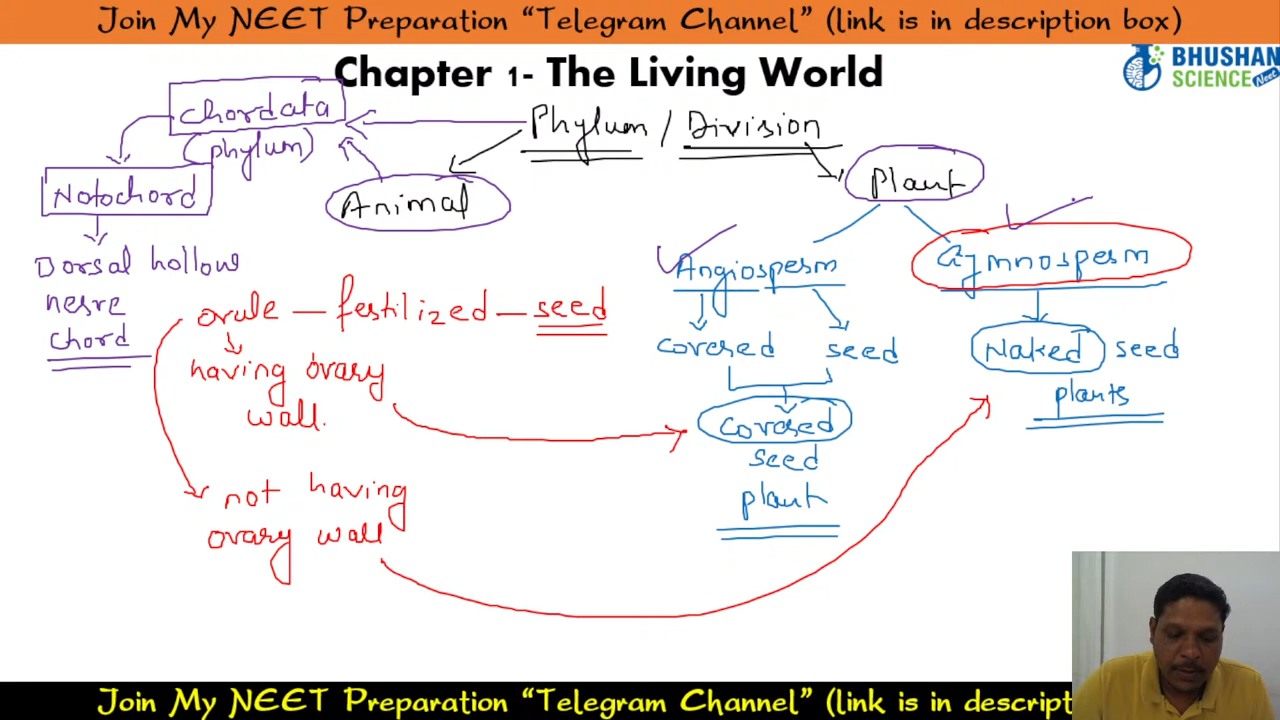 Join My NEET Preparation “Telegram Channel” (link is in description box)
Chapter 1- The Living World
BHUSHAN
SCIENCE Neet
Phylum / Division
Chordata
(phylum)
Notochord
Dorsal hollow
nerve
chord
Animal
Plant
Angiosperm
covered seed
covered
seed
plant
Gymnosperm
Naked seed
plants
ovule — fertilized — seed
having ovary
wall.
not having
ovary wall
Join My NEET Preparation “Telegram Channel” (link is in descript